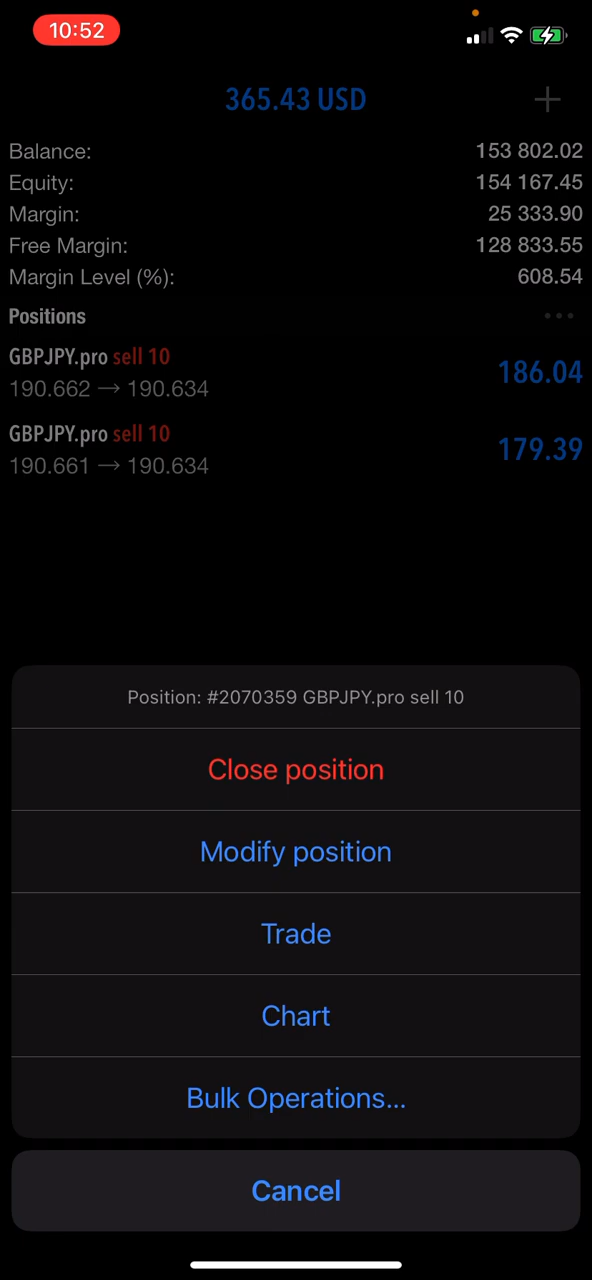 10:52
365.43 USD
Balance: 153 802.02
Equity: 154 167.45
Margin: 25 333.90
Free Margin: 128 833.55
Margin Level (%): 608.54
Positions
GBPJPY.pro sell 10
190.662 → 190.634 186.04
GBPJPY.pro sell 10
190.661 → 190.634 179.39
Position: #2070359 GBPJPY.pro sell 10
Close position
Modify position
Trade
Chart
Bulk Operations...
Cancel